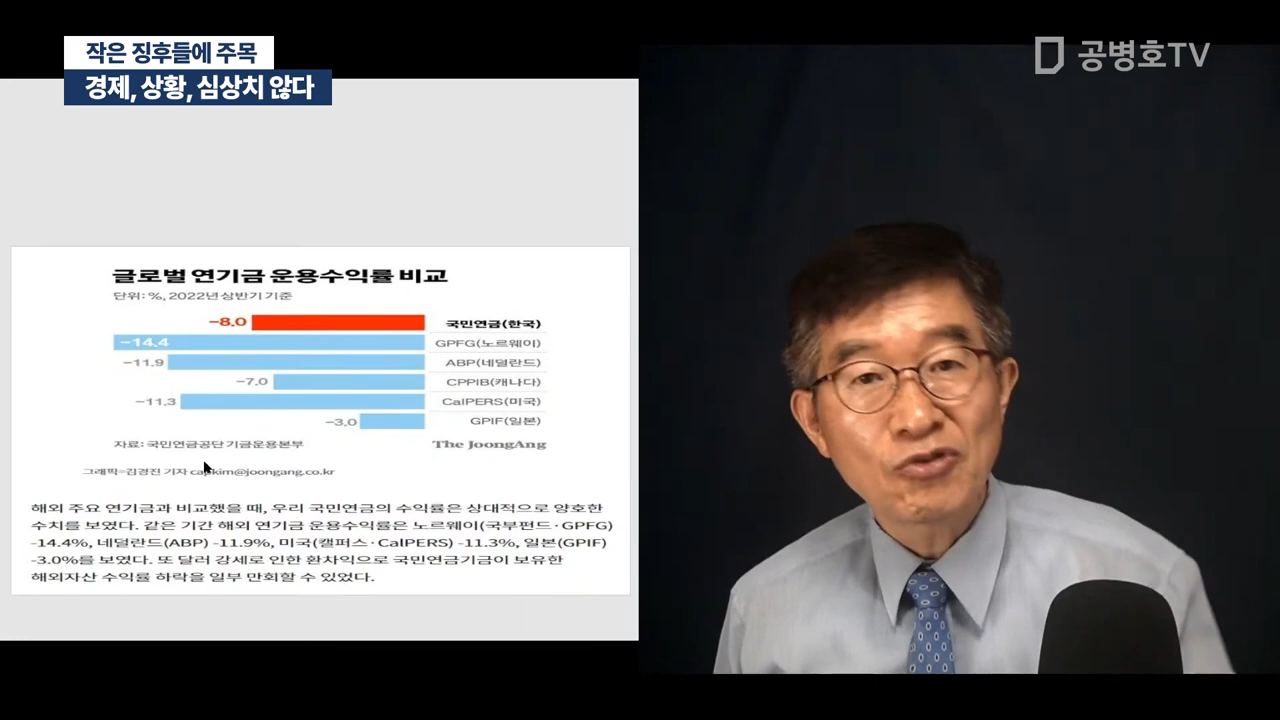 작은 징후들에 주목
경제, 상황, 심상치 않다
공병호TV
글로벌 연기금 운용수익률 비교
단위: %, 2022년 상반기 기준
-8.0 국민연금(한국)
-14.4 GPFG(노르웨이)
-11.9 ABP(네덜란드)
-7.0 CPPIB(캐나다)
-11.3 CalPERS(미국)
-3.0 GPIF(일본)
자료: 국민연금공단 기금운용본부 The JoongAng
그래픽=김경진 기자
해외 주요 연기금과 비교했을 때, 우리 국민연금의 수익률은 상대적으로 양호한
수치를 보였다. 같은 기간 해외 연기금 운용수익률은 노르웨이(국부펀드·GPFG)
-14.4%, 네덜란드(ABP) -11.9%, 미국(캘퍼스·CalPERS) -11.3%, 일본(GPIF)
-3.0%를 보였다. 또 달러 강세로 인한 환차익으로 국민연금기금이 보유한
해외자산 수익률 하락을 일부 만회할 수 있었다.